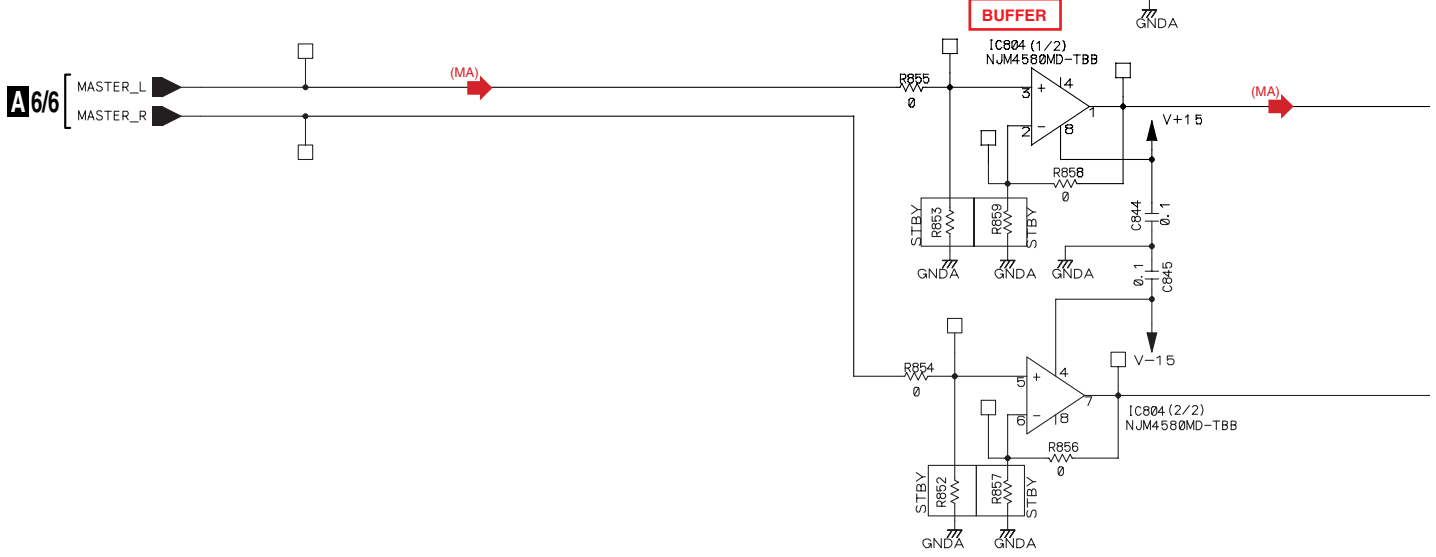 BUFFER
GNDA
IC804 (1/2)
NJM4580MD-TBB
A 6/6
MASTER_L
MASTER_R
(MA)
R855
0
3
+
4
1
2
−
8
(MA)
V+15
R858
0
STBY
R853
R859
STBY
C844
0.1
GNDA
GNDA
GNDA
0.1
C845
V−15
R854
0
5
+
4
7
6
−
8
IC804 (2/2)
NJM4580MD-TBB
R856
0
STBY
R852
R857
STBY
GNDA
GNDA